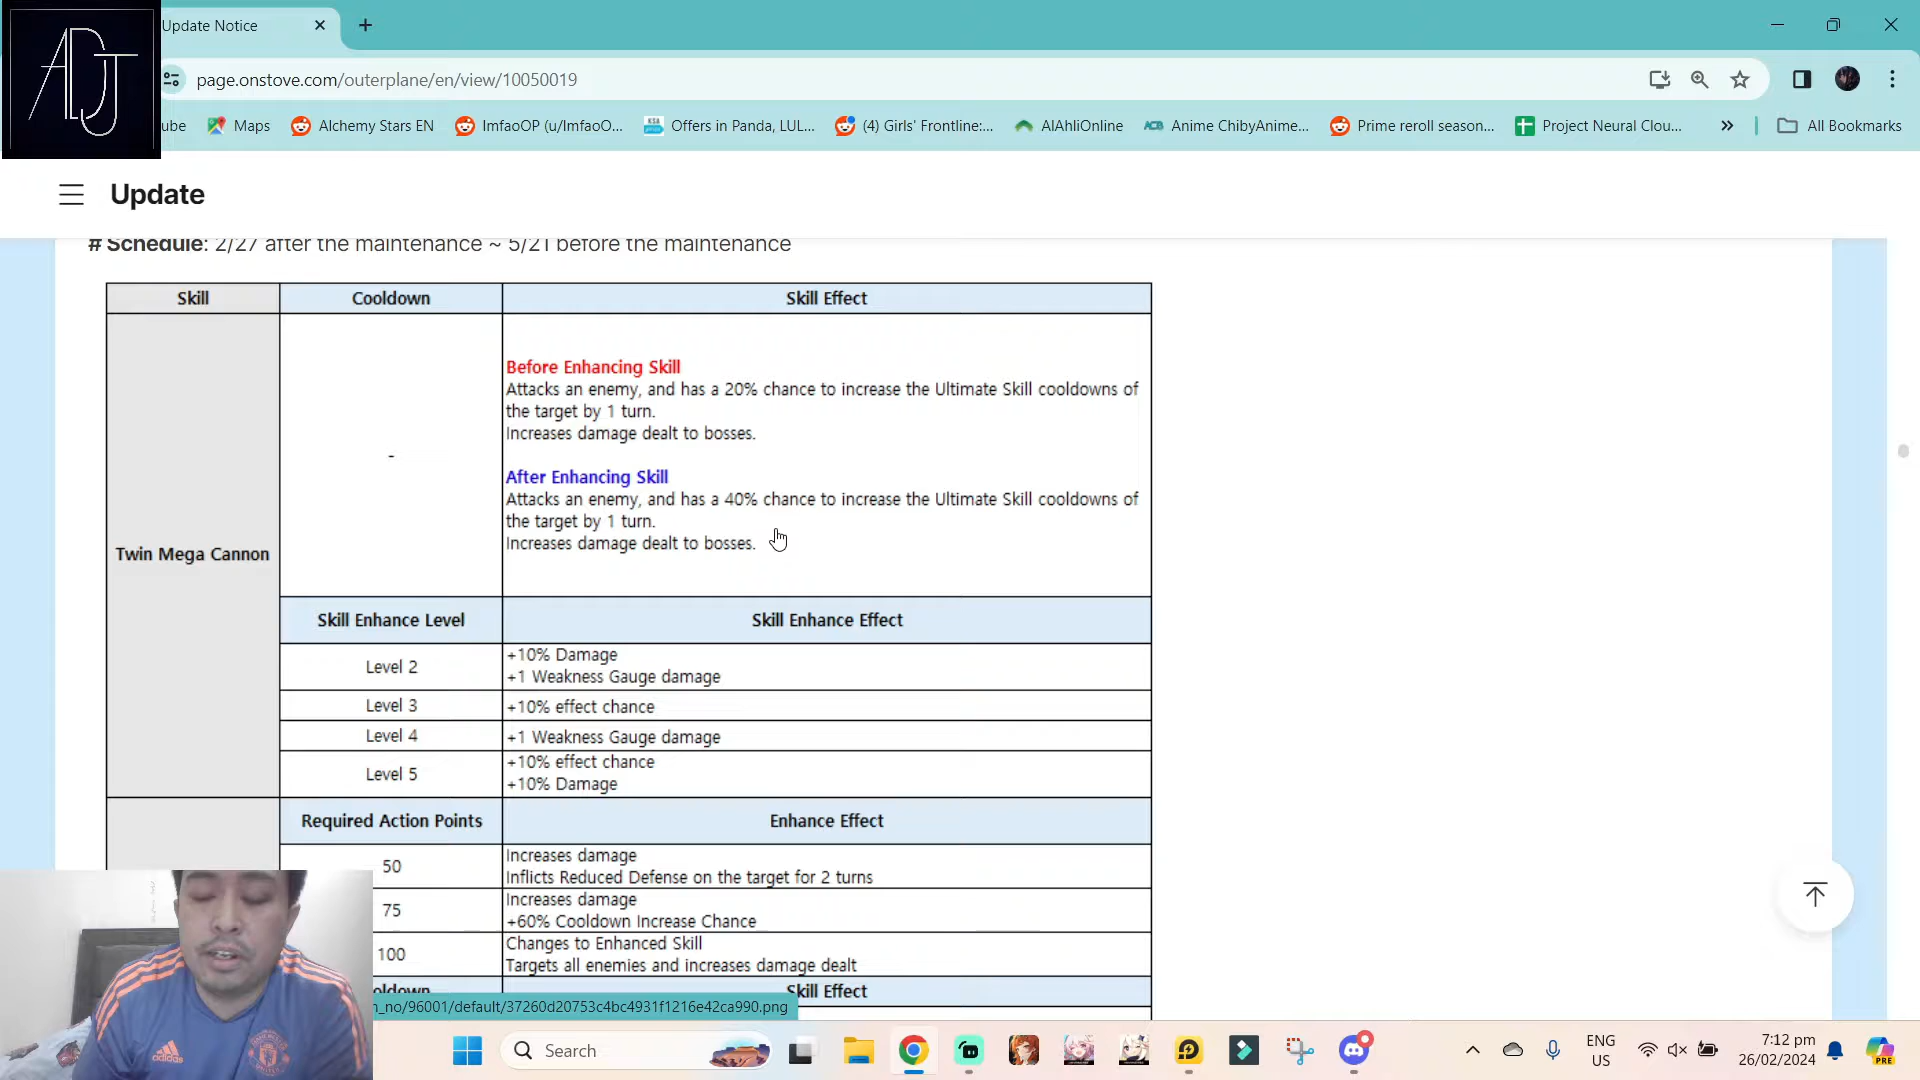 ADJ
Update Notice
page.onstove.com/outerplane/en/view/10050019
ube
Maps
Alchemy Stars EN
ImfaoOP (u/ImfaoO...
Offers in Panda, LUL...
(4) Girls' Frontline:...
AlAhliOnline
Anime ChibyAnime...
Prime reroll season...
Project Neural Clou...
All Bookmarks
Update
# Schedule: 2/27 after the maintenance ~ 5/21 before the maintenance
Skill
Cooldown
Skill Effect
Twin Mega Cannon
-
Before Enhancing Skill
Attacks an enemy, and has a 20% chance to increase the Ultimate Skill cooldowns of
the target by 1 turn.
Increases damage dealt to bosses.
After Enhancing Skill
Attacks an enemy, and has a 40% chance to increase the Ultimate Skill cooldowns of
the target by 1 turn.
Increases damage dealt to bosses.
Skill Enhance Level
Skill Enhance Effect
Level 2
+10% Damage
+1 Weakness Gauge damage
Level 3
+10% effect chance
Level 4
+1 Weakness Gauge damage
Level 5
+10% effect chance
+10% Damage
Required Action Points
Enhance Effect
50
Increases damage
Inflicts Reduced Defense on the target for 2 turns
75
Increases damage
+60% Cooldown Increase Chance
100
Changes to Enhanced Skill
Targets all enemies and increases damage dealt
oldown
Skill Effect
n_no/96001/default/37260d20753c4bc4931f1216e42ca990.png
Search
ENG
US
7:12 pm
26/02/2024
PRE